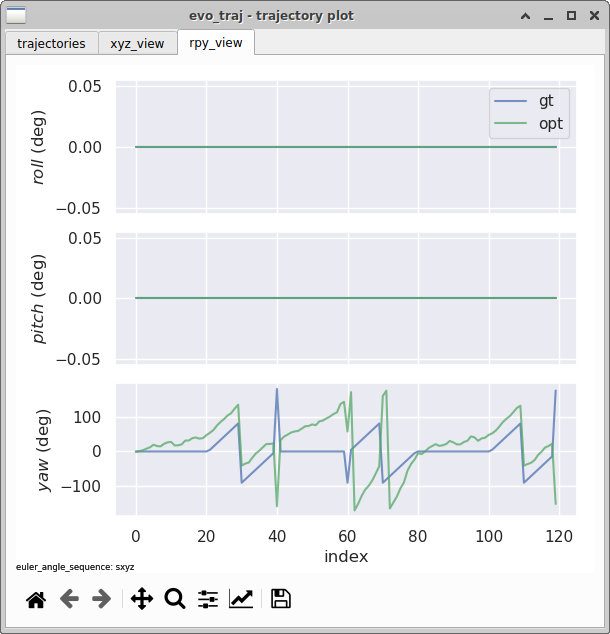 evo_traj - trajectory plot
trajectories xyz_view rpy_view
0.05
0.00
−0.05
roll (deg)
gt
opt
0.05
0.00
−0.05
pitch (deg)
100
0
−100
yaw (deg)
0 20 40 60 80 100 120
index
euler_angle_sequence: sxyz